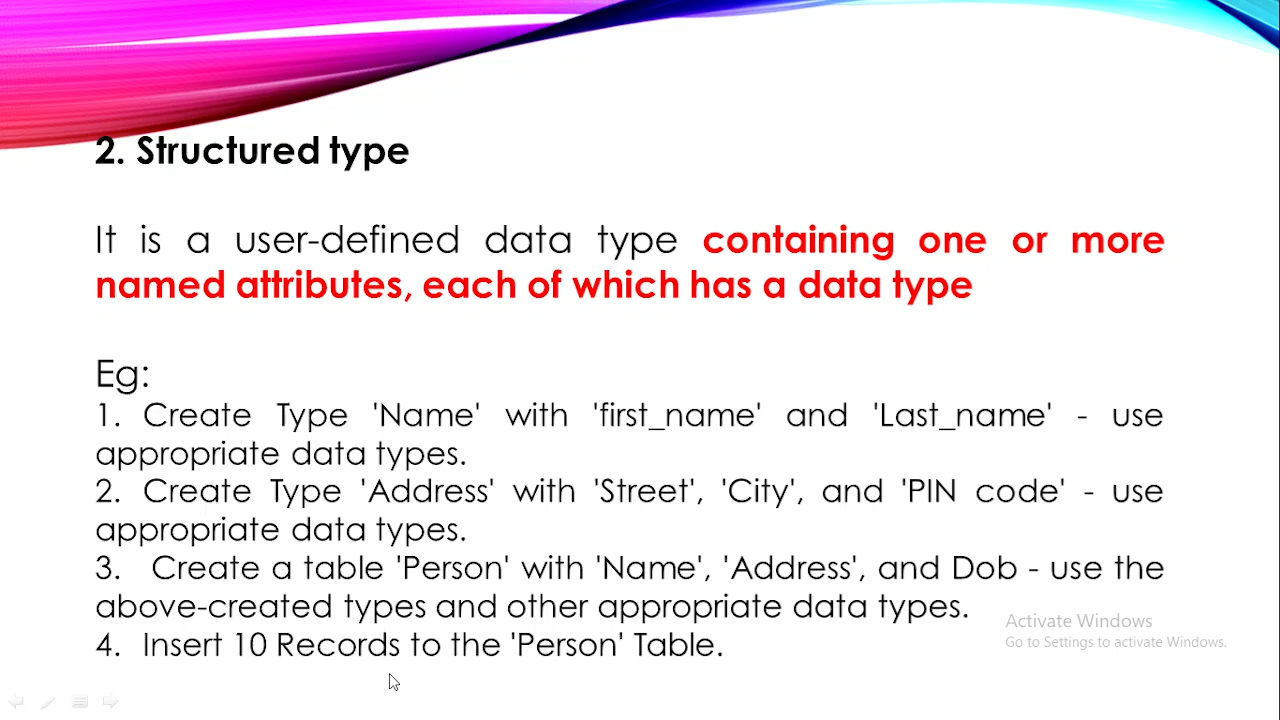 2. Structured type
It is a user-defined data type containing one or more
named attributes, each of which has a data type
Eg:
1. Create Type 'Name' with 'first_name' and 'Last_name' - use
appropriate data types.
2. Create Type 'Address' with 'Street', 'City', and 'PIN code' - use
appropriate data types.
3. Create a table 'Person' with 'Name', 'Address', and Dob - use the
above-created types and other appropriate data types.
4. Insert 10 Records to the 'Person' Table.
Activate Windows
Go to Settings to activate Windows.